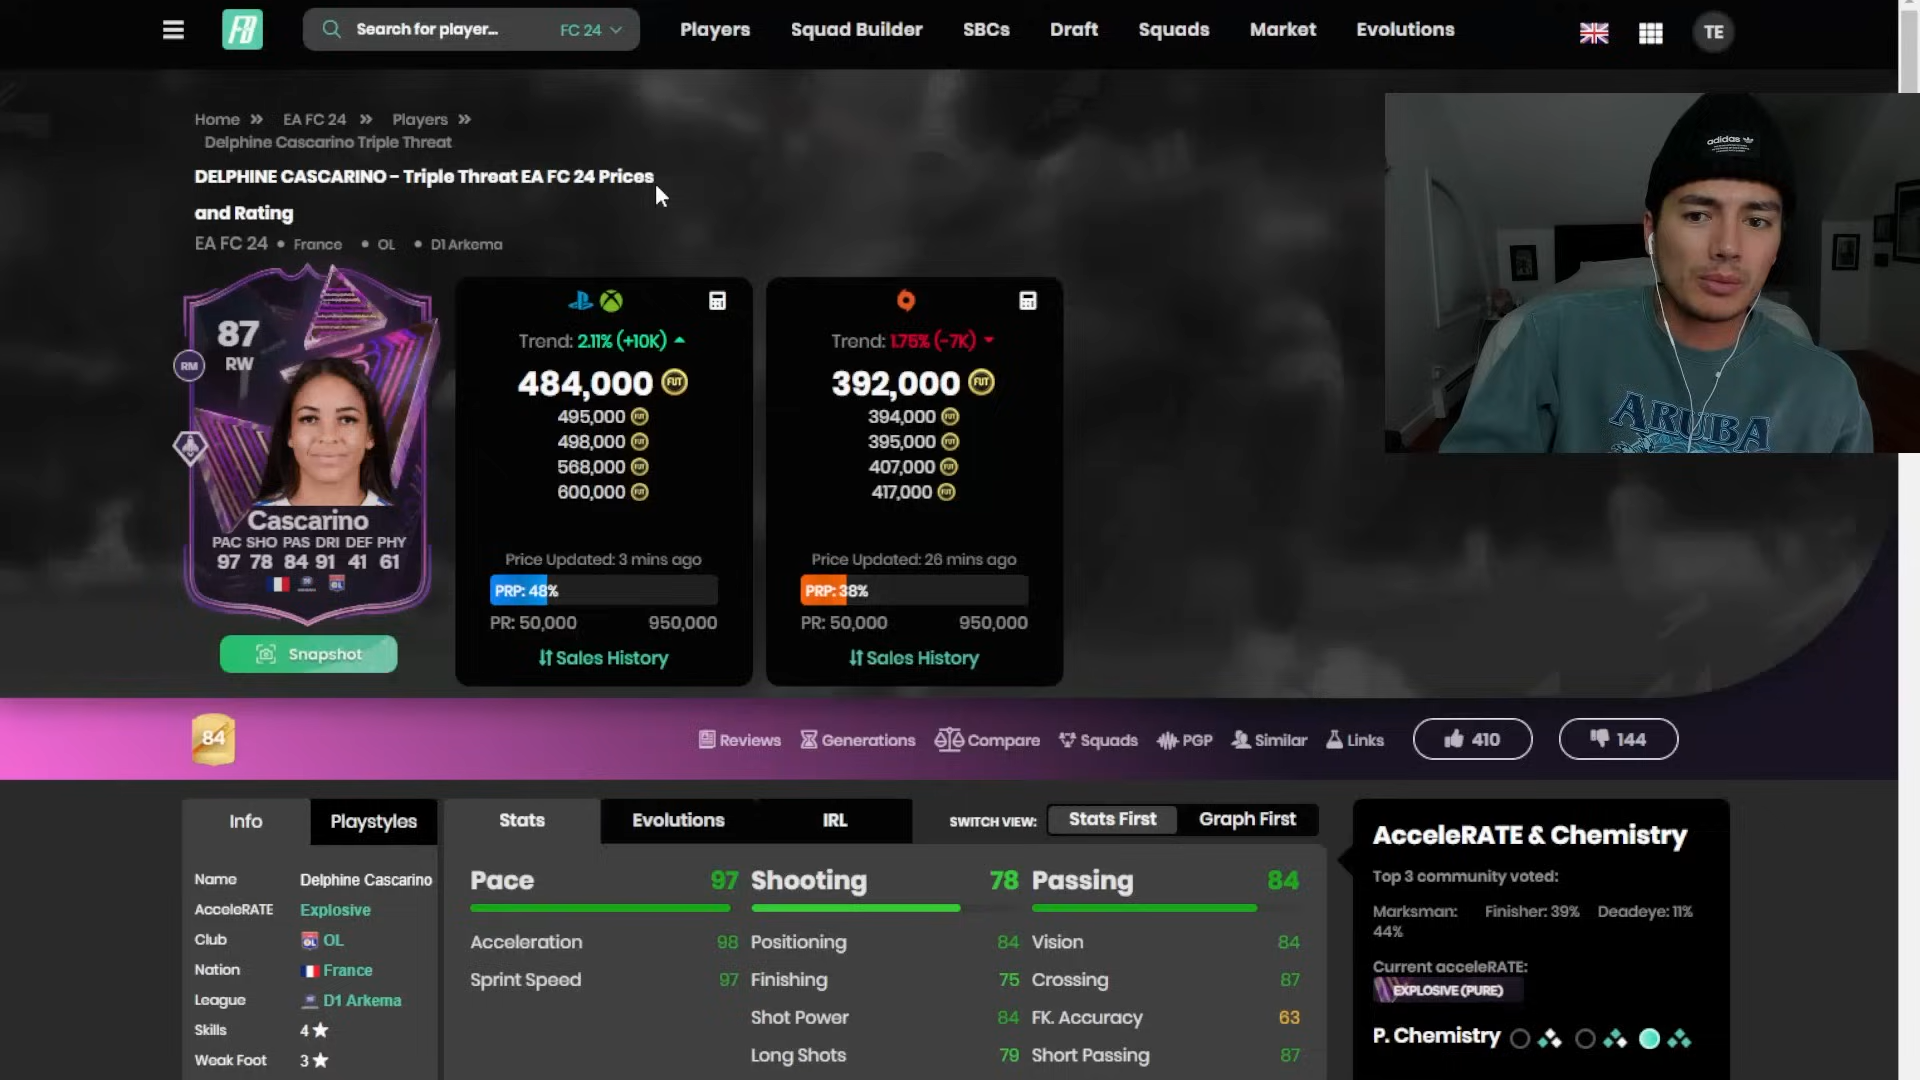 FB
Search for player...
FC 24
Players
Squad Builder
SBCs
Draft
Squads
Market
Evolutions
TE
Home » EA FC 24 » Players »
Delphine Cascarino Triple Threat
DELPHINE CASCARINO - Triple Threat EA FC 24 Prices
and Rating
EA FC 24 • France • OL • D1 Arkema
87
RW
RM
Cascarino
PAC SHO PAS DRI DEF PHY
97 78 84 91 41 61
Snapshot
Trend: 2.11% (+10K)
484,000 FUT
495,000
498,000
568,000
600,000
Price Updated: 3 mins ago
PRP: 48%
PR: 50,000 950,000
Sales History
Trend: 1.75% (-7K)
392,000 FUT
394,000
395,000
407,000
417,000
Price Updated: 26 mins ago
PRP: 38%
PR: 50,000 950,000
Sales History
adidas
ARUBA
84
Reviews
Generations
Compare
Squads
PGP
Similar
Links
410
144
Info
Playstyles
Name Delphine Cascarino
AcceleRATE Explosive
Club OL
Nation France
League D1 Arkema
Skills 4 ★
Weak Foot 3 ★
Stats
Evolutions
IRL
SWITCH VIEW:
Stats First
Graph First
Pace 97
Acceleration 98
Sprint Speed 97
Shooting 78
Positioning 84
Finishing 75
Shot Power 84
Long Shots 79
Passing 84
Vision 84
Crossing 87
FK. Accuracy 63
Short Passing 87
AcceleRATE & Chemistry
Top 3 community voted:
Marksman: Finisher: 39% Deadeye: 11%
44%
Current acceleRATE:
EXPLOSIVE (PURE)
P. Chemistry